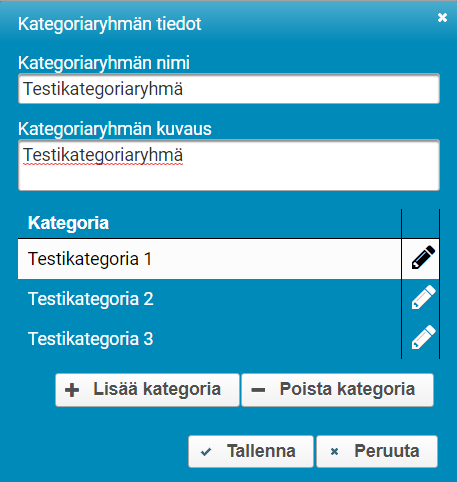 Kategoriaryhmän tiedot
Kategoriaryhmän nimi
Testikategoriaryhmä
Kategoriaryhmän kuvaus
Testikategoriaryhmä
Kategoria
Testikategoria 1
Testikategoria 2
Testikategoria 3
Lisää kategoria Poista kategoria
Tallenna Peruuta